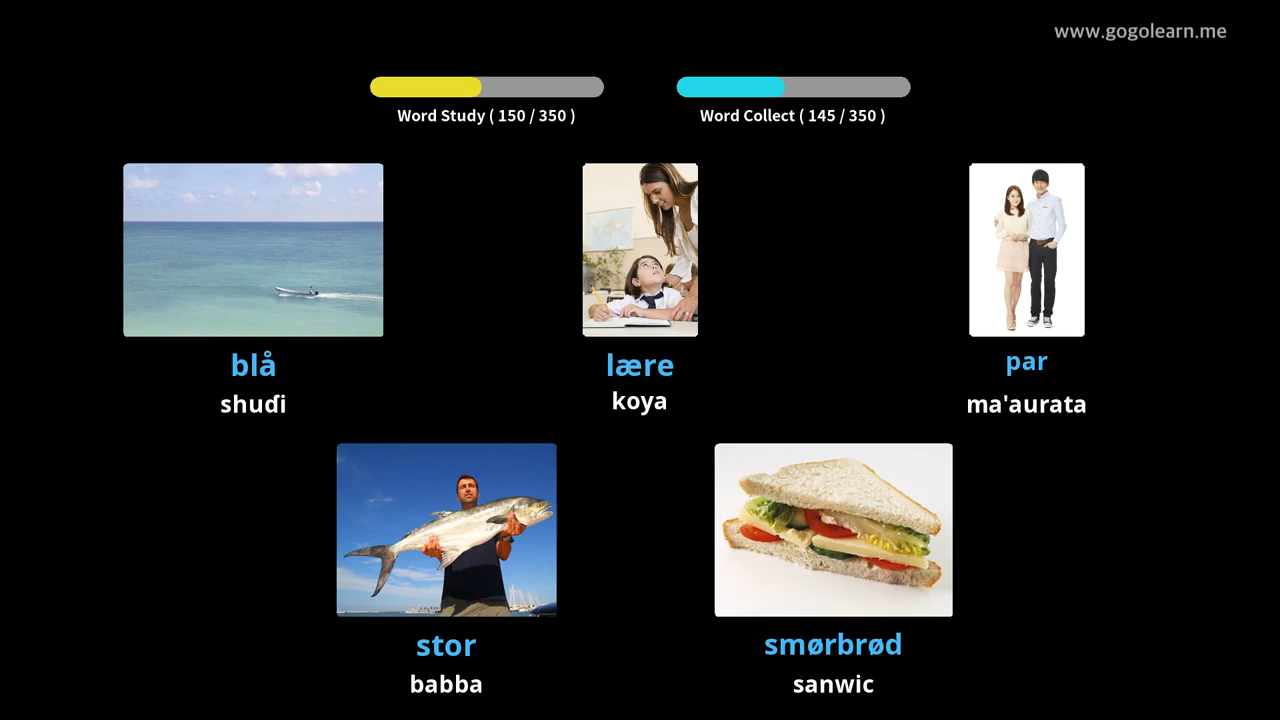 www.gogolearn.me
Word Study ( 150 / 350 )
Word Collect ( 145 / 350 )
blå
lære
par
shuɗi
koya
ma'aurata
stor
smørbrød
babba
sanwic